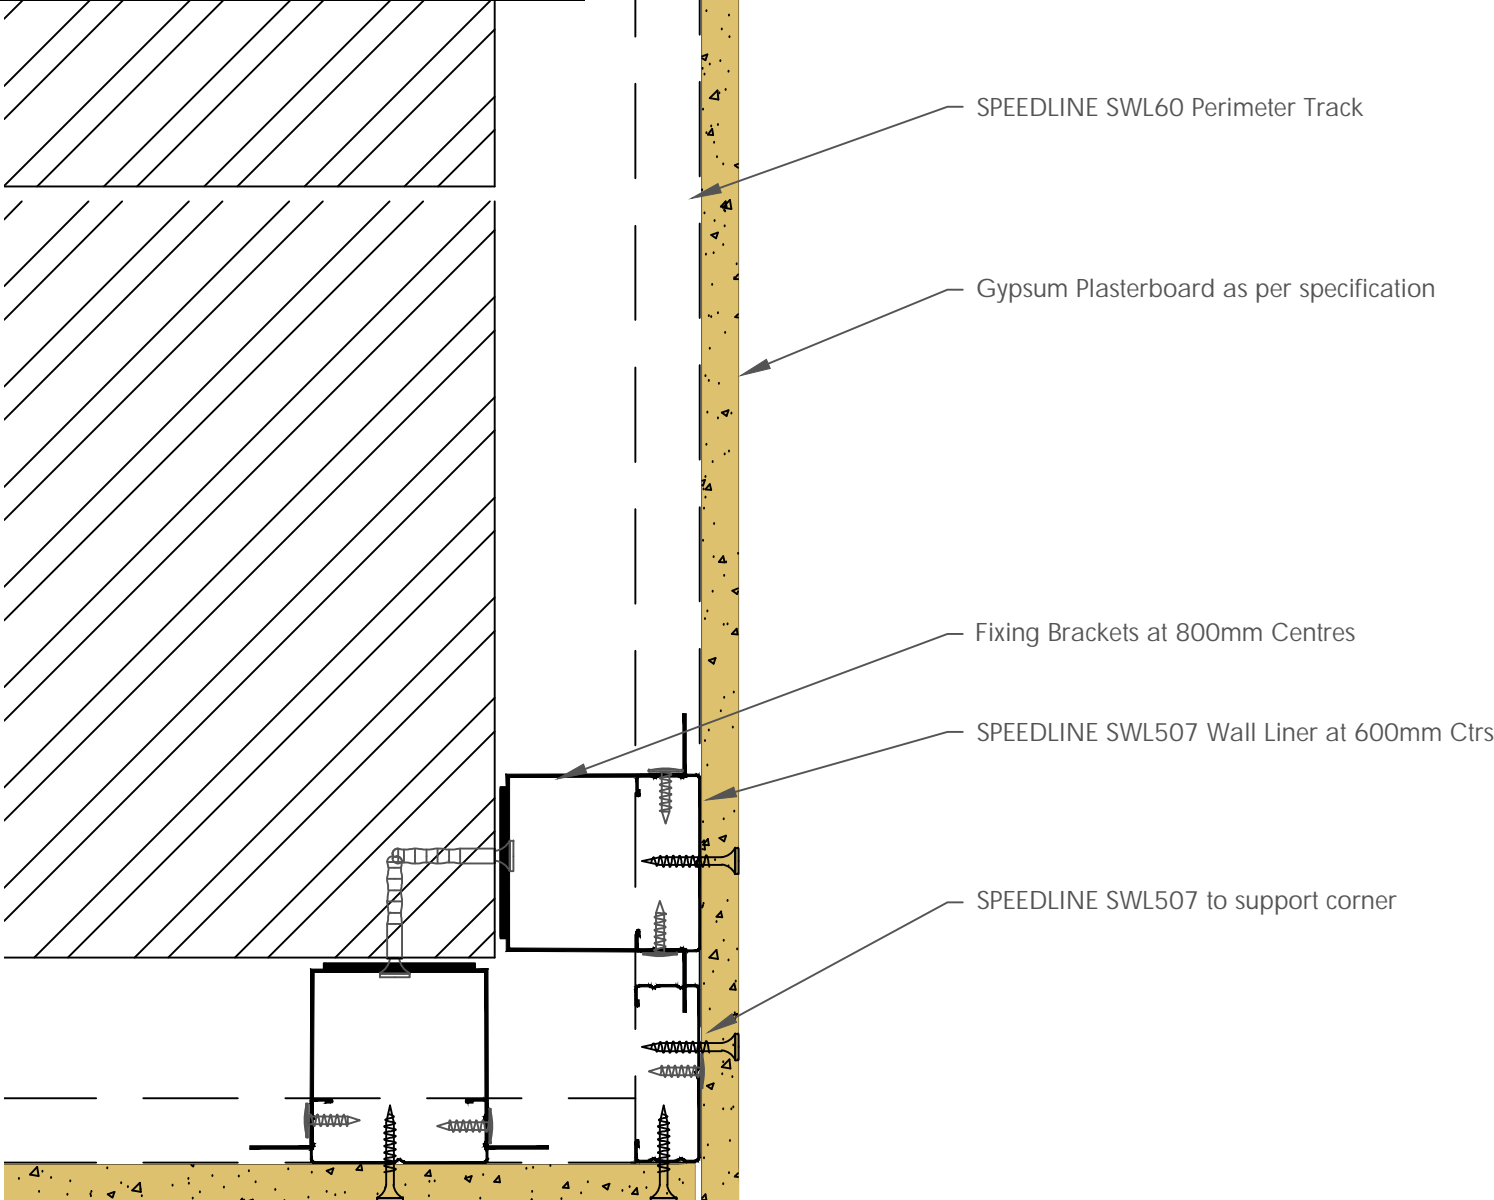 SPEEDLINE SWL60 Perimeter Track
Gypsum Plasterboard as per specification
Fixing Brackets at 800mm Centres
SPEEDLINE SWL507 Wall Liner at 600mm Ctrs
SPEEDLINE SWL507 to support corner